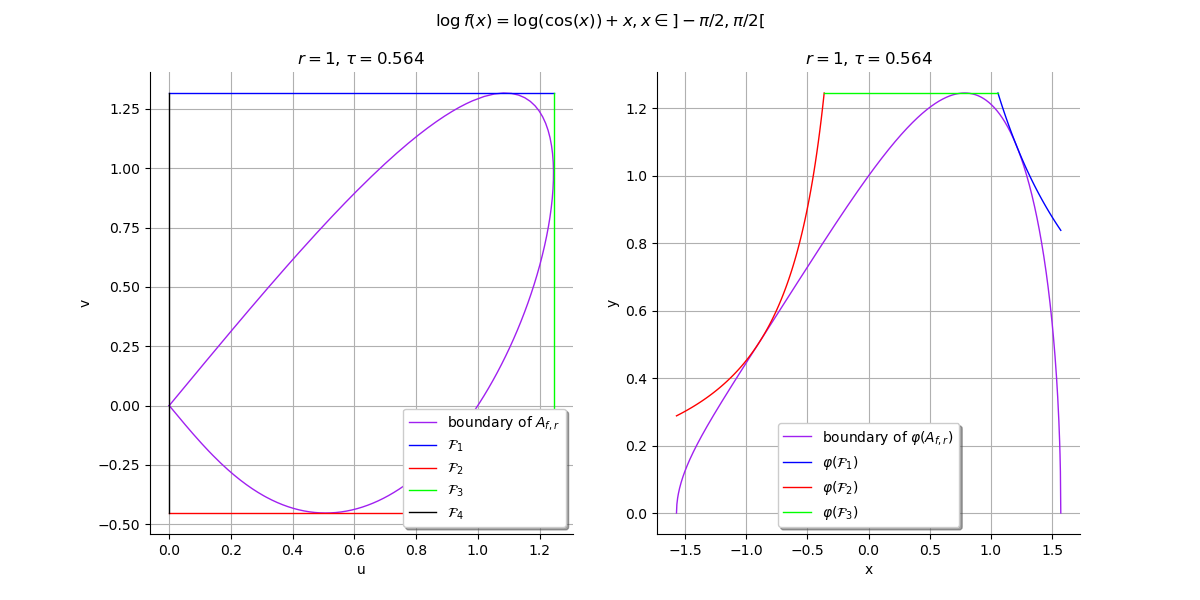 log f(x) = log(cos(x)) + x, x ∈ ] − π/2, π/2[
r = 1, τ = 0.564
1.25
1.00
0.75
0.50
0.25
0.00
−0.25
−0.50
v
0.0 0.2 0.4 0.6 0.8 1.0 1.2
u
boundary of A_{f,r}
ℱ₁
ℱ₂
ℱ₃
ℱ₄
r = 1, τ = 0.564
1.2
1.0
0.8
0.6
0.4
0.2
0.0
y
−1.5 −1.0 −0.5 0.0 0.5 1.0 1.5
x
boundary of φ(A_{f,r})
φ(ℱ₁)
φ(ℱ₂)
φ(ℱ₃)